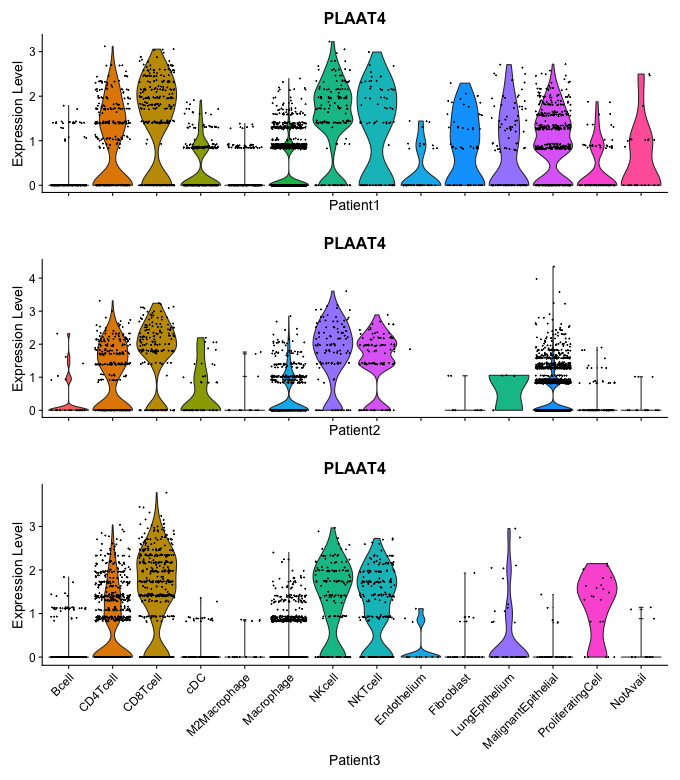 PLAAT4
Expression Level
3
2
1
0
Patient1
PLAAT4
Expression Level
4
3
2
1
0
Patient2
PLAAT4
Expression Level
3
2
1
0
Bcell
CD4Tcell
CD8Tcell
cDC
M2Macrophage
Macrophage
NKcell
NKTcell
Endothelium
Fibroblast
LungEpithelium
MalignantEpithelial
ProliferatingCell
NotAvail
Patient3